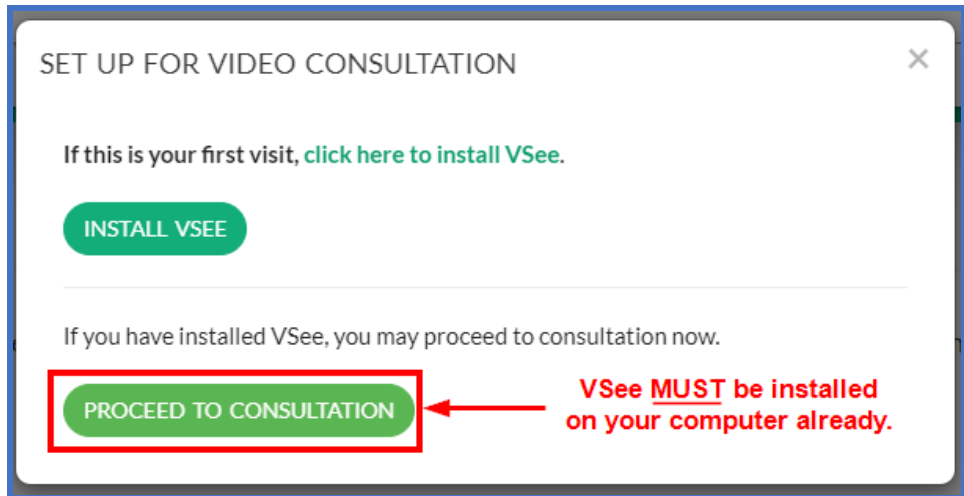 SET UP FOR VIDEO CONSULTATION ×
If this is your first visit, click here to install VSee.
INSTALL VSEE
If you have installed VSee, you may proceed to consultation now.
PROCEED TO CONSULTATION
VSee MUST be installed
on your computer already.